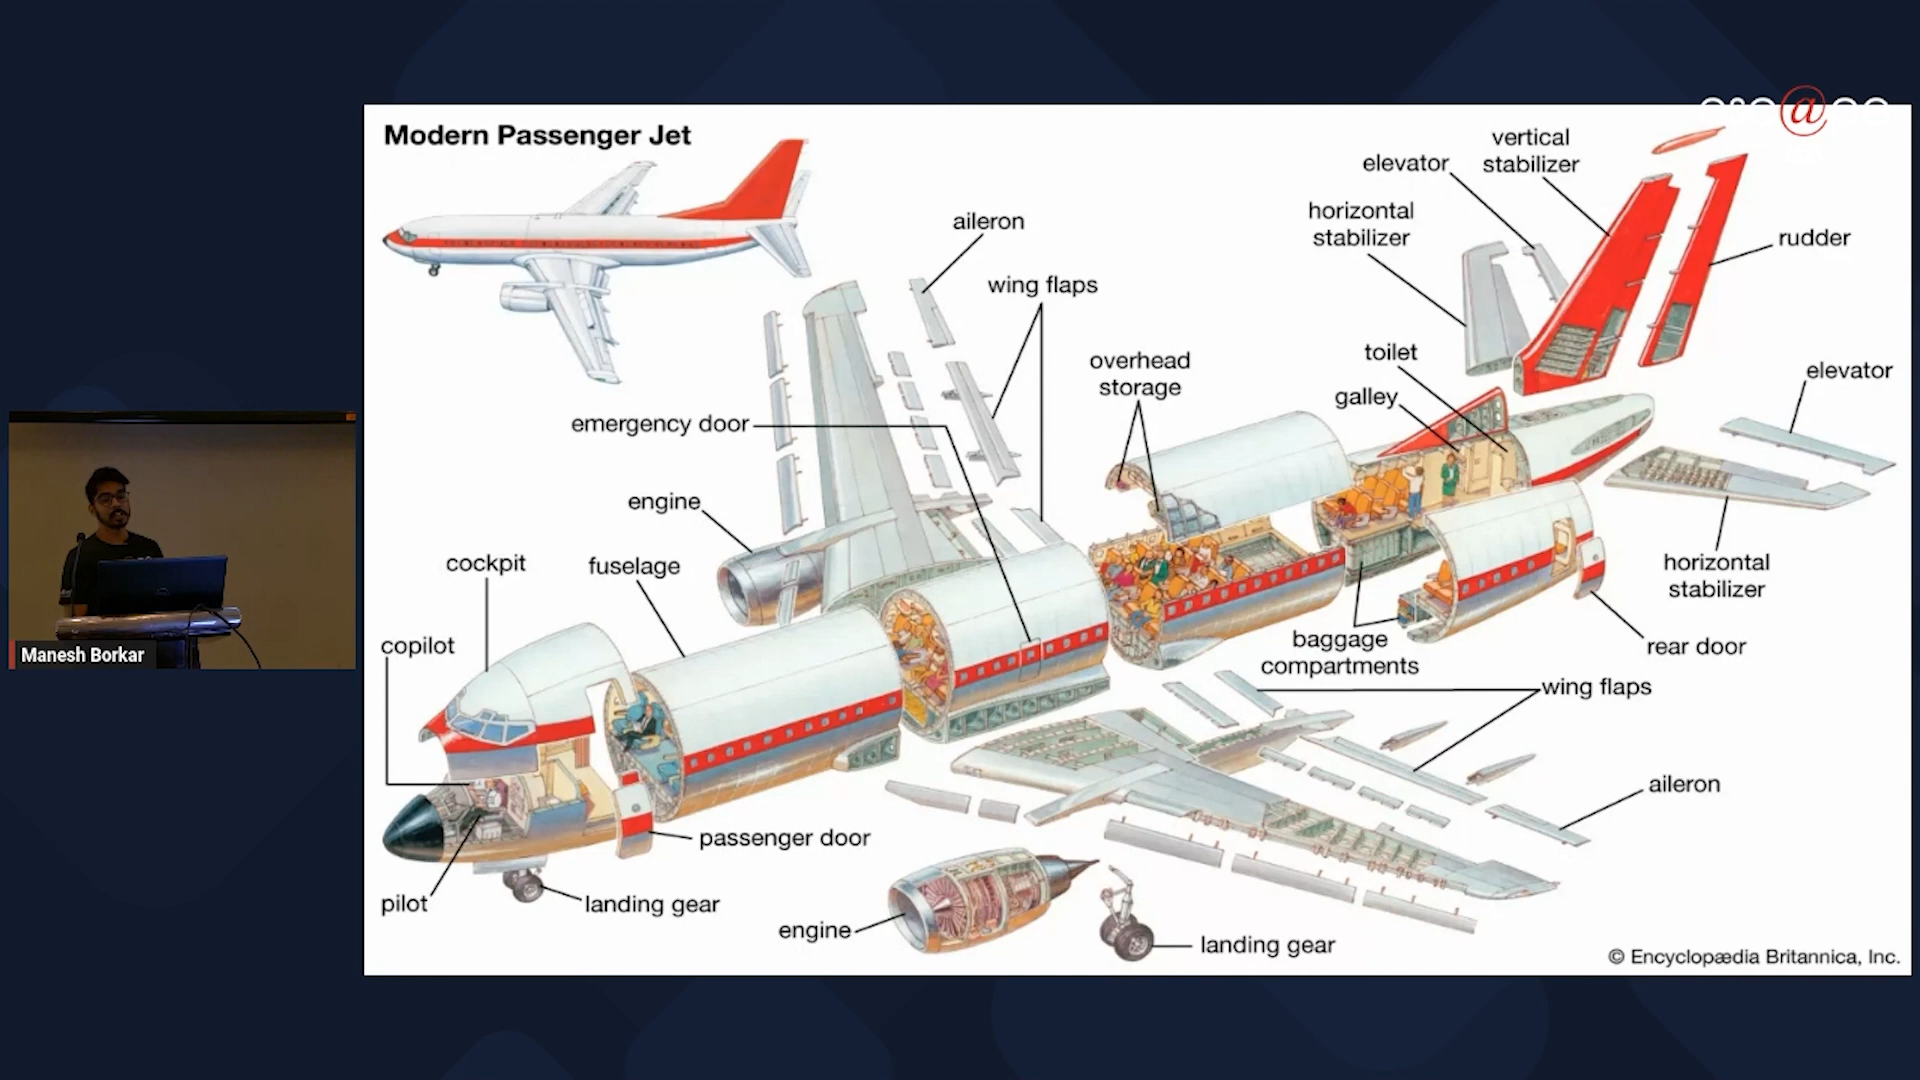 Modern Passenger Jet
vertical
stabilizer
elevator
horizontal
stabilizer
aileron
rudder
wing flaps
toilet
overhead
storage
elevator
galley
emergency door
engine
cockpit
fuselage
horizontal
stabilizer
copilot
baggage
compartments
rear door
wing flaps
aileron
passenger door
pilot
landing gear
engine
landing gear
© Encyclopædia Britannica, Inc.
Manesh Borkar
@